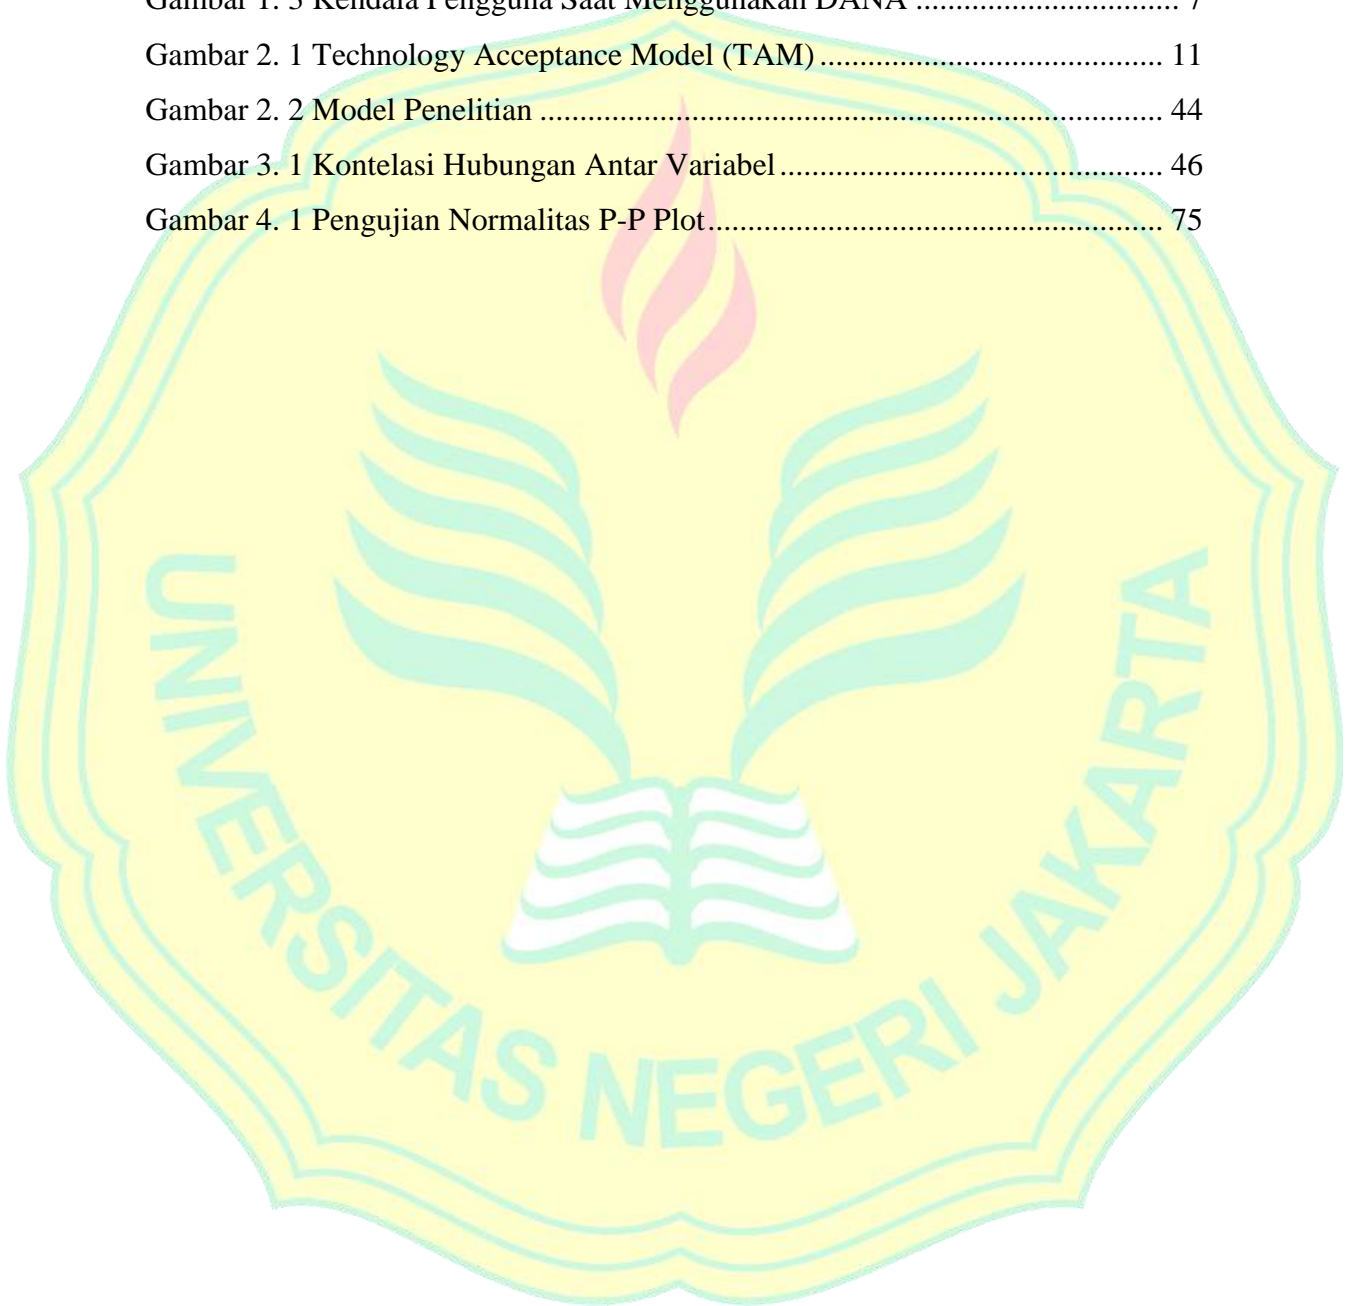 Gambar 1. 3 Kendala Pengguna Saat Menggunakan DANA ................................. 7
Gambar 2. 1 Technology Acceptance Model (TAM) ........................................... 11
Gambar 2. 2 Model Penelitian .............................................................................. 44
Gambar 3. 1 Kontelasi Hubungan Antar Variabel ................................................ 46
Gambar 4. 1 Pengujian Normalitas P-P Plot ......................................................... 75
UNIVERSITAS NEGERI JAKARTA